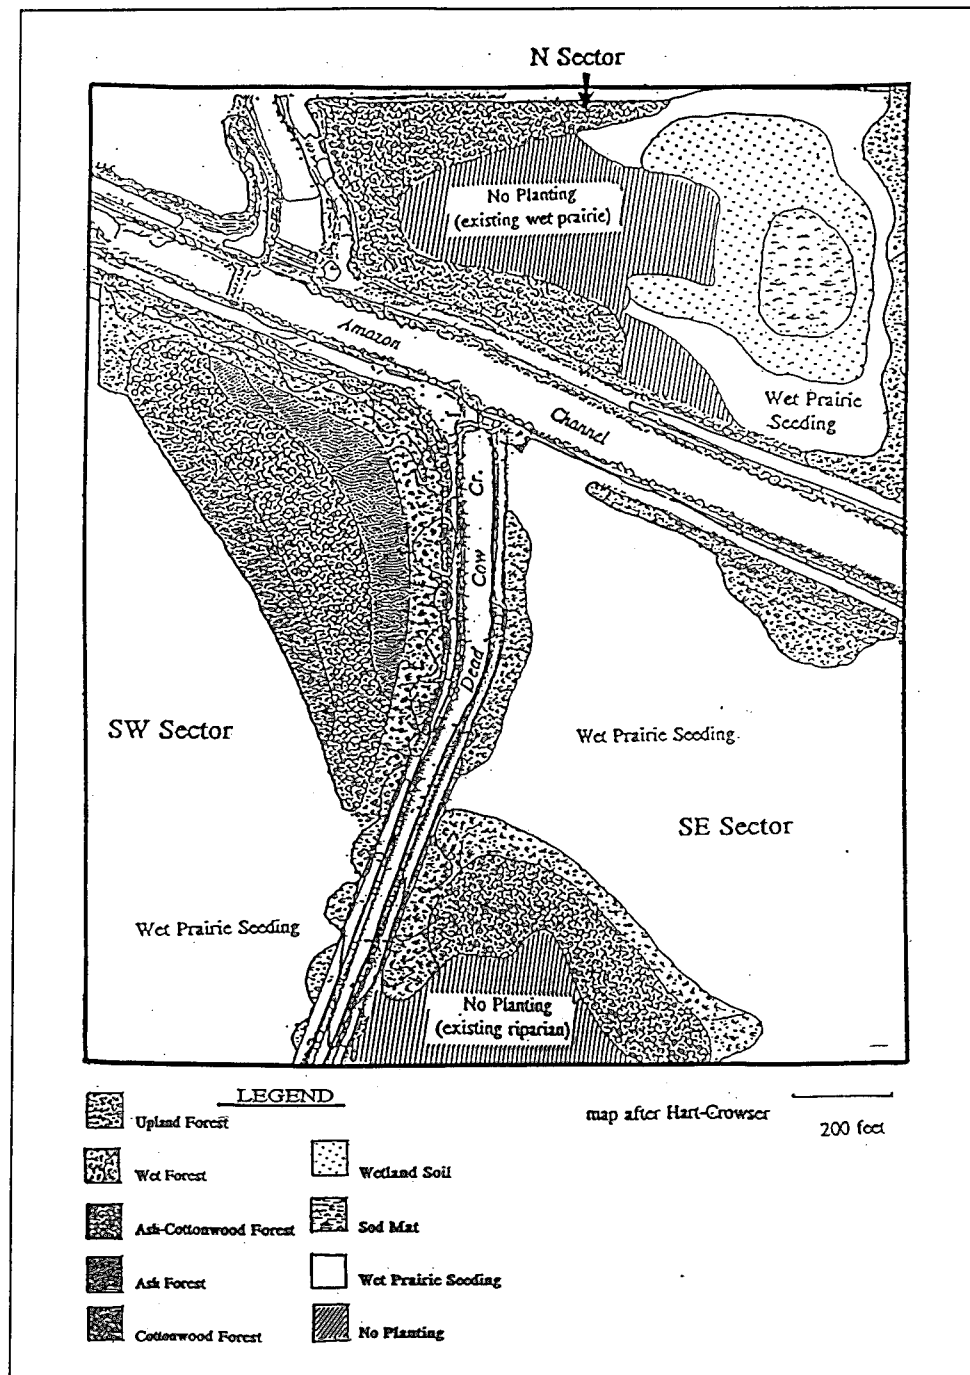 N Sector
No Planting
(existing wet prairie)
Amazon
Channel
Wet Prairie
Seeding
Cr.
Cow
Dead
SW Sector
Wet Prairie Seeding.
SE Sector
Wet Prairie Seeding
No Planting
(existing riparian)
LEGEND
map after Hart-Crowser
200 feet
Upland Forest
Wet Forest
Wetland Soil
Ash-Cottonwood Forest
Sod Mat
Ash Forest
Wet Prairie Seeding
Cottonwood Forest
No Planting